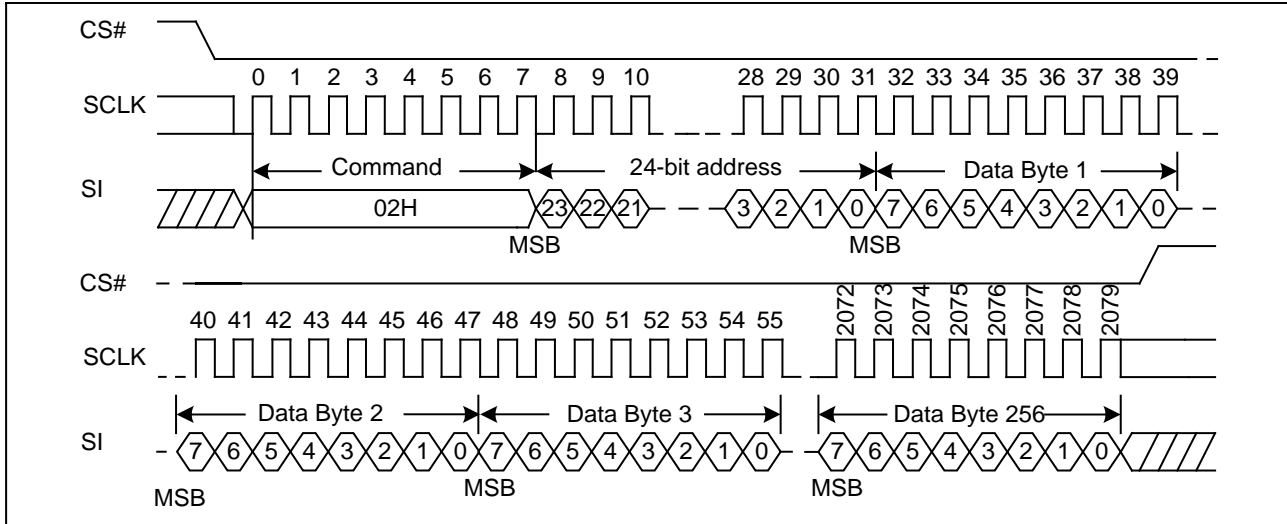 CS#
0 1 2 3 4 5 6 7 8 9 10 28 29 30 31 32 33 34 35 36 37 38 39
SCLK
Command 24-bit address Data Byte 1
SI
02H 23 22 21 3 2 1 0 7 6 5 4 3 2 1 0
MSB MSB
CS#
40 41 42 43 44 45 46 47 48 49 50 51 52 53 54 55 2072 2073 2074 2075 2076 2077 2078 2079
SCLK
Data Byte 2 Data Byte 3 Data Byte 256
SI
7 6 5 4 3 2 1 0 7 6 5 4 3 2 1 0 7 6 5 4 3 2 1 0
MSB MSB MSB